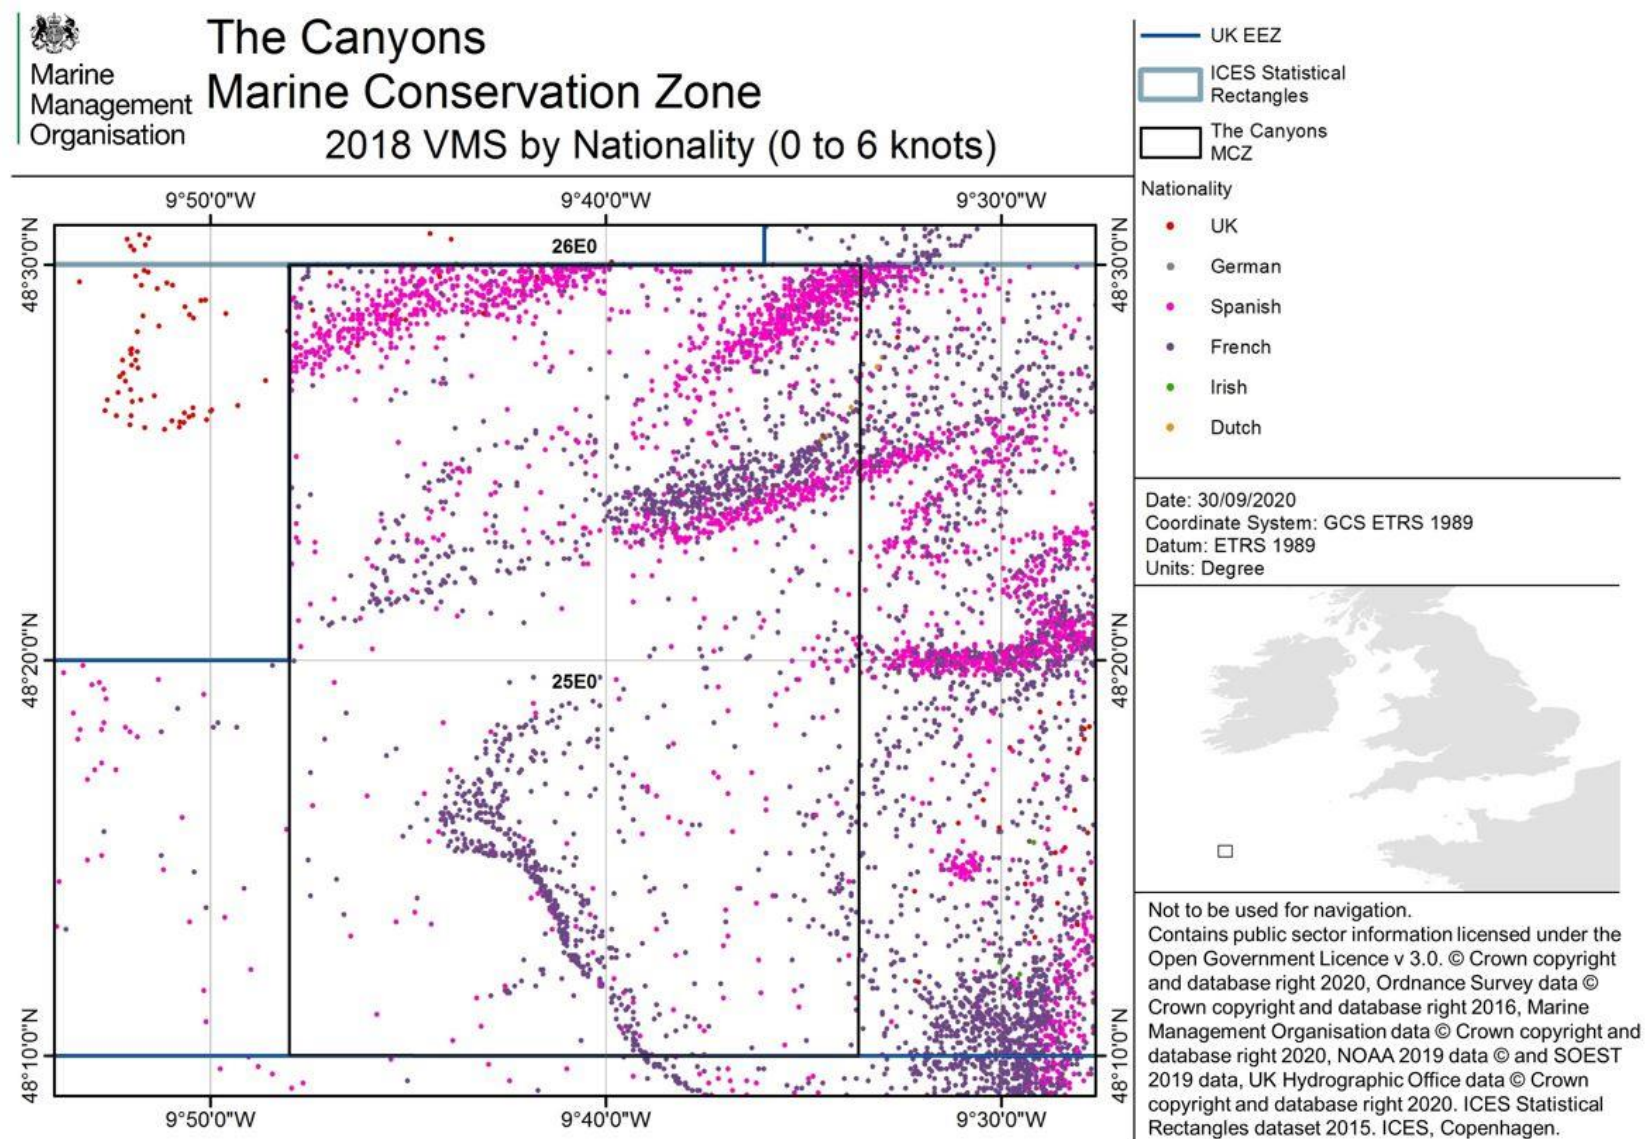 Marine
Management
Organisation
The Canyons
Marine Conservation Zone
2018 VMS by Nationality (0 to 6 knots)
9°50'0"W
9°40'0"W
9°30'0"W
48°30'0"N
48°30'0"N
26E0
48°20'0"N
48°20'0"N
25E0
48°10'0"N
48°10'0"N
9°50'0"W
9°40'0"W
9°30'0"W
UK EEZ
ICES Statistical
Rectangles
The Canyons
MCZ
Nationality
UK
German
Spanish
French
Irish
Dutch
Date: 30/09/2020
Coordinate System: GCS ETRS 1989
Datum: ETRS 1989
Units: Degree
Not to be used for navigation.
Contains public sector information licensed under the
Open Government Licence v 3.0. © Crown copyright
and database right 2020, Ordnance Survey data ©
Crown copyright and database right 2016, Marine
Management Organisation data © Crown copyright and
database right 2020, NOAA 2019 data © and SOEST
2019 data, UK Hydrographic Office data © Crown
copyright and database right 2020. ICES Statistical
Rectangles dataset 2015. ICES, Copenhagen.